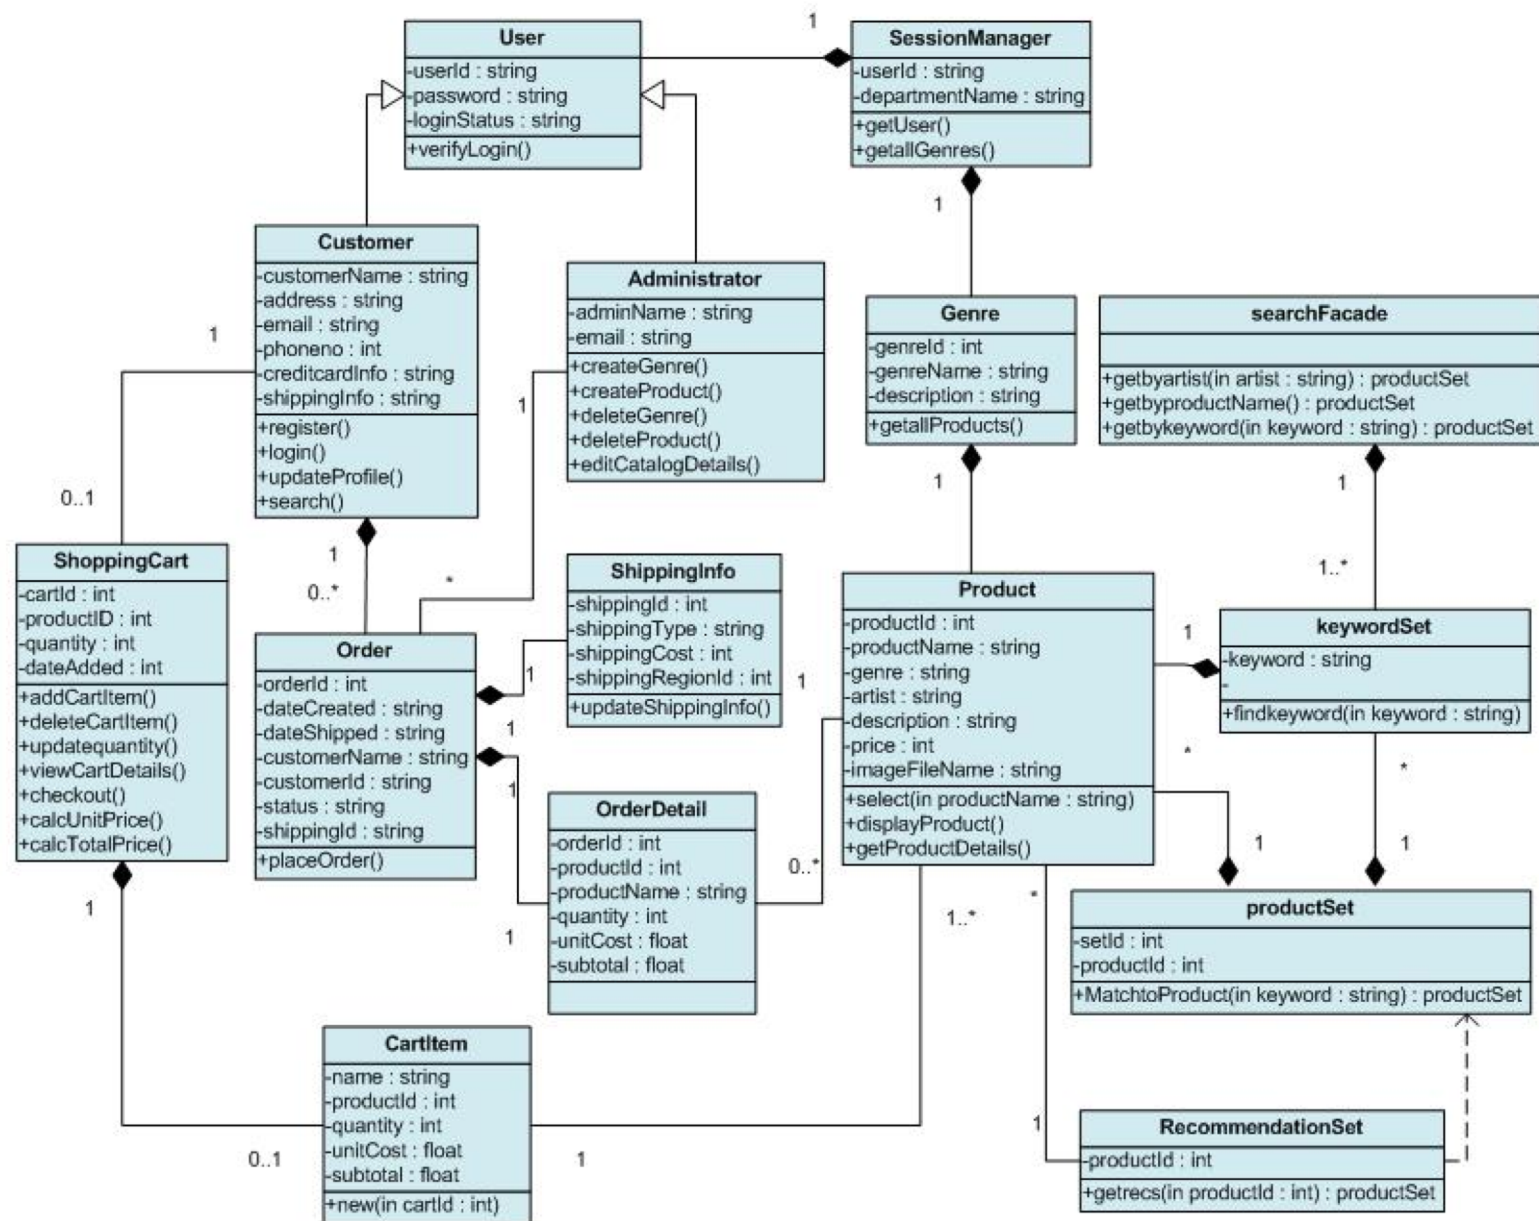 User
-userId : string
-password : string
-loginStatus : string
+verifyLogin()
1
SessionManager
-userId : string
-departmentName : string
+getUser()
+getallGenres()
1
Customer
-customerName : string
-address : string
-email : string
-phoneno : int
-creditcardInfo : string
-shippingInfo : string
+register()
+login()
+updateProfile()
+search()
1
0..1
1
0..*
Administrator
-adminName : string
-email : string
+createGenre()
+createProduct()
+deleteGenre()
+deleteProduct()
+editCatalogDetails()
1
*
Genre
-genreId : int
-genreName : string
-description : string
+getallProducts()
1
searchFacade
+getbyartist(in artist : string) : productSet
+getbyproductName() : productSet
+getbykeyword(in keyword : string) : productSet
1
1..*
ShoppingCart
-cartId : int
-productID : int
-quantity : int
-dateAdded : int
+addCartItem()
+deleteCartItem()
+updatequantity()
+viewCartDetails()
+checkout()
+calcUnitPrice()
+calcTotalPrice()
1
0..1
Order
-orderId : int
-dateCreated : string
-dateShipped : string
-customerName : string
-customerId : string
-status : string
-shippingId : string
+placeOrder()
1
1
1
1
ShippingInfo
-shippingId : int
-shippingType : string
-shippingCost : int
-shippingRegionId : int
+updateShippingInfo()
OrderDetail
-orderId : int
-productId : int
-productName : string
-quantity : int
-unitCost : float
-subtotal : float
1
0..*
Product
-productId : int
-productName : string
-genre : string
-artist : string
-description : string
-price : int
-imageFileName : string
+select(in productName : string)
+displayProduct()
+getProductDetails()
1
*
1
1..*
*
keywordSet
-keyword : string
-
+findkeyword(in keyword : string)
*
1
productSet
-setId : int
-productId : int
+MatchtoProduct(in keyword : string) : productSet
CartItem
-name : string
-productId : int
-quantity : int
-unitCost : float
-subtotal : float
+new(in cartId : int)
1
1
RecommendationSet
-productId : int
+getrecs(in productId : int) : productSet